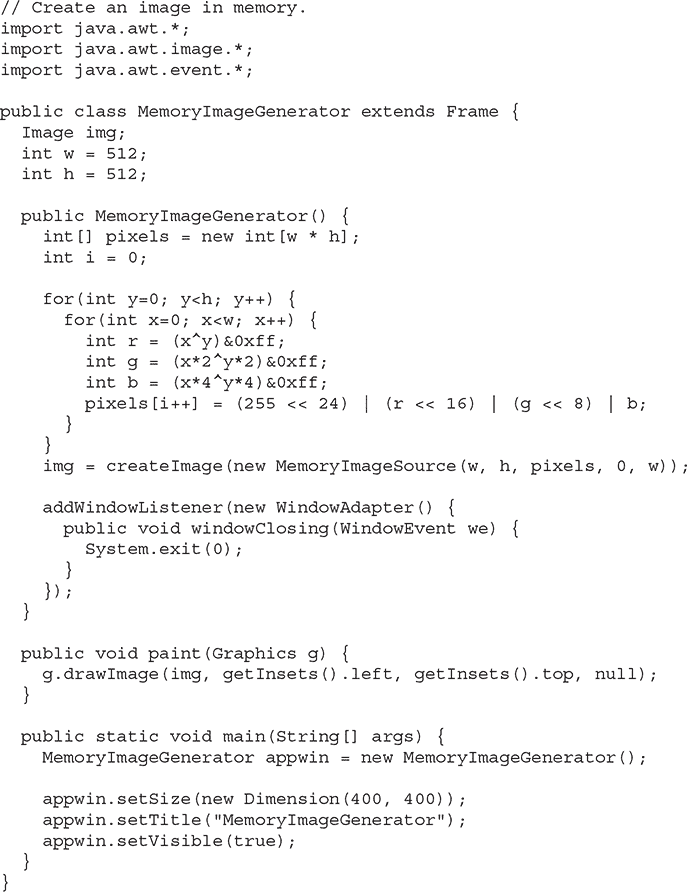 // Create an image in memory.
import java.awt.*;
import java.awt.image.*;
import java.awt.event.*;

public class MemoryImageGenerator extends Frame {
  Image img;
  int w = 512;
  int h = 512;

  public MemoryImageGenerator() {
    int[] pixels = new int[w * h];
    int i = 0;

    for(int y=0; y<h; y++) {
      for(int x=0; x<w; x++) {
        int r = (x^y)&0xff;
        int g = (x*2^y*2)&0xff;
        int b = (x*4^y*4)&0xff;
        pixels[i++] = (255 << 24) | (r << 16) | (g << 8) | b;
      }
    }
    img = createImage(new MemoryImageSource(w, h, pixels, 0, w));

    addWindowListener(new WindowAdapter() {
      public void windowClosing(WindowEvent we) {
        System.exit(0);
      }
    });
  }

  public void paint(Graphics g) {
    g.drawImage(img, getInsets().left, getInsets().top, null);
  }

  public static void main(String[] args) {
    MemoryImageGenerator appwin = new MemoryImageGenerator();

    appwin.setSize(new Dimension(400, 400));
    appwin.setTitle("MemoryImageGenerator");
    appwin.setVisible(true);
  }
}